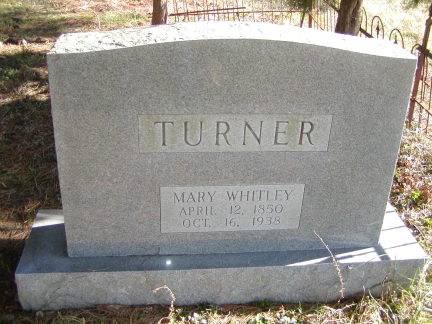 TURNER
MARY WHITLEY
APRIL 12, 1850
OCT. 16, 1938